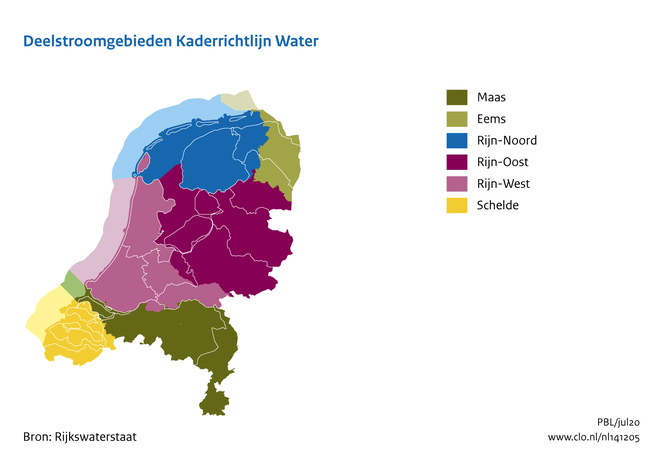 Deelstroomgebieden Kaderrichtlijn Water
Maas
Eems
Rijn-Noord
Rijn-Oost
Rijn-West
Schelde
PBL/jul20
Bron: Rijkswaterstaat
www.clo.nl/nl141205